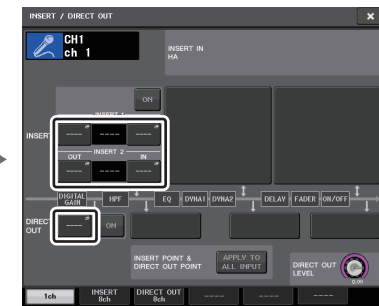 INSERT / DIRECT OUT
CH1
ch 1
INSERT IN
HA
ON
INSERT 1
INSERT
---- ---- ----
OUT INSERT 2 IN
---- ---- ----
DIGITAL GAIN HPF EQ DYNA1 DYNA2 DELAY FADER ON/OFF
DIRECT OUT
---- ON
INSERT POINT &
DIRECT OUT POINT
APPLY TO
ALL INPUT
DIRECT OUT
LEVEL
0.00
1ch INSERT 8ch DIRECT OUT 8ch ---- ---- ----